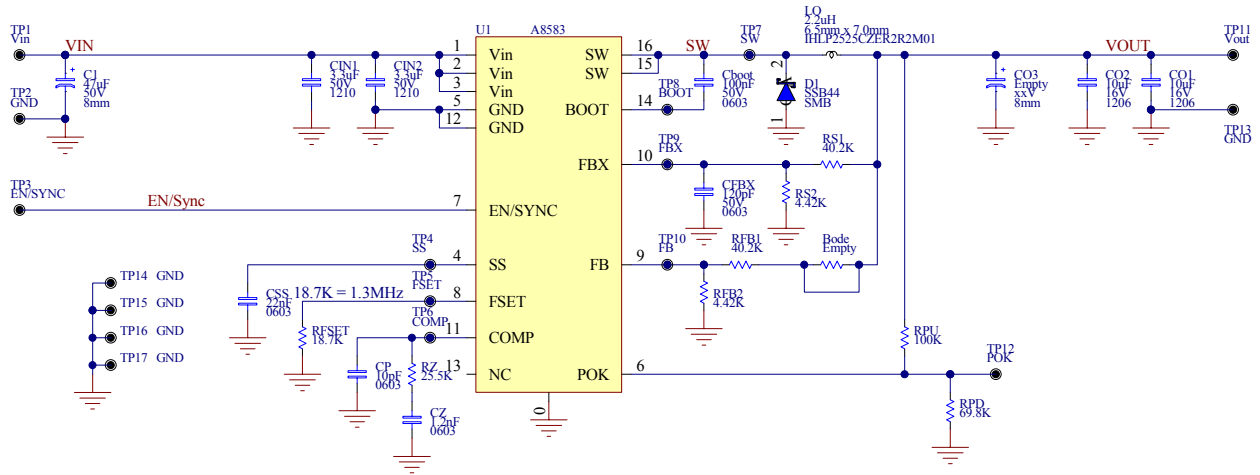 TP1
Vin
VIN
C1
47uF
50V
8mm
TP2
GND
CIN1
3.3uF
50V
1210
CIN2
3.3uF
50V
1210
U1
A8583
1
2
3
5
12
7
4
8
11
13
Vin
Vin
Vin
GND
GND
EN/SYNC
SS
FSET
COMP
NC
0
SW
SW
BOOT
FBX
FB
POK
16
15
14
10
9
6
SW
TP7
SW
Cboot
100nF
50V
0603
TP8
BOOT
2
D1
SSB44
SMB
1
LO
2.2uH
6.5mm x 7.0mm
IHLP2525CZER2R2M01
CO3
Empty
xxV
8mm
VOUT
CO2
10uF
16V
1206
CO1
10uF
16V
1206
TP11
Vout
TP13
GND
TP9
FBX
CFBX
120pF
50V
0603
RS1
40.2K
RS2
4.42K
TP10
FB
RFB1
40.2K
Bode
Empty
RFB2
4.42K
RPU
100K
TP12
POK
RPD
69.8K
TP3
EN/SYNC
EN/Sync
TP4
SS
CSS
22nF
0603
18.7K = 1.3MHz
TP5
FSET
RFSET
18.7K
TP6
COMP
CP
10pF
0603
RZ
25.5K
CZ
1.2nF
0603
TP14 GND
TP15 GND
TP16 GND
TP17 GND